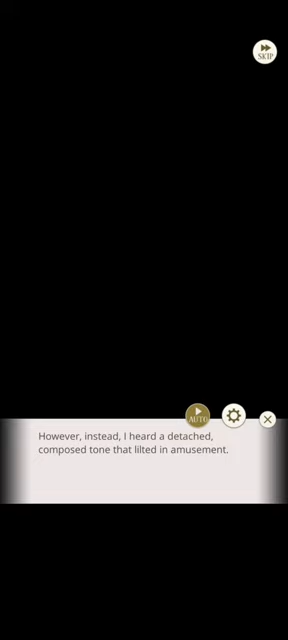 SKIP
AUTO
However, instead, I heard a detached,
composed tone that lilted in amusement.